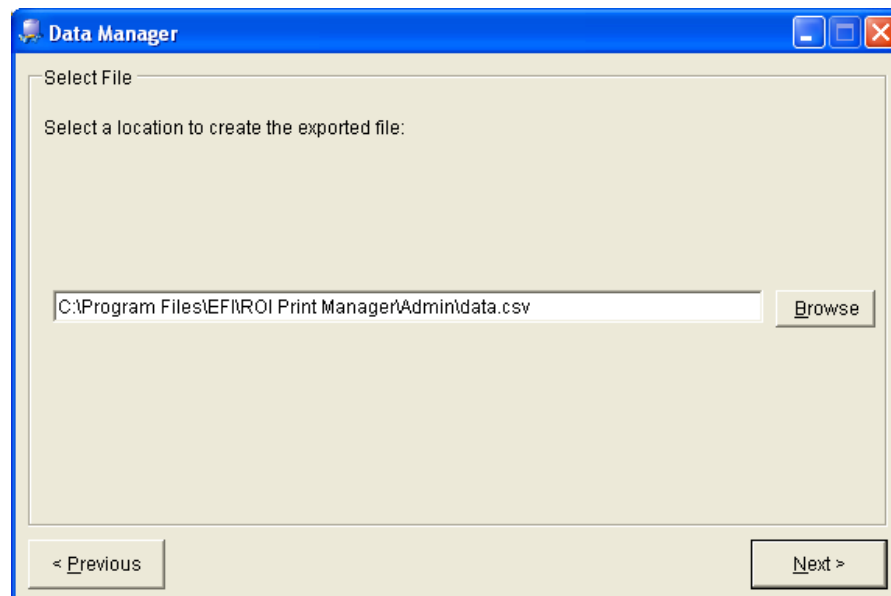 Data Manager
Select File
Select a location to create the exported file:
C:\Program Files\EFI\ROI Print Manager\Admin\data.csv
Browse
< Previous
Next >